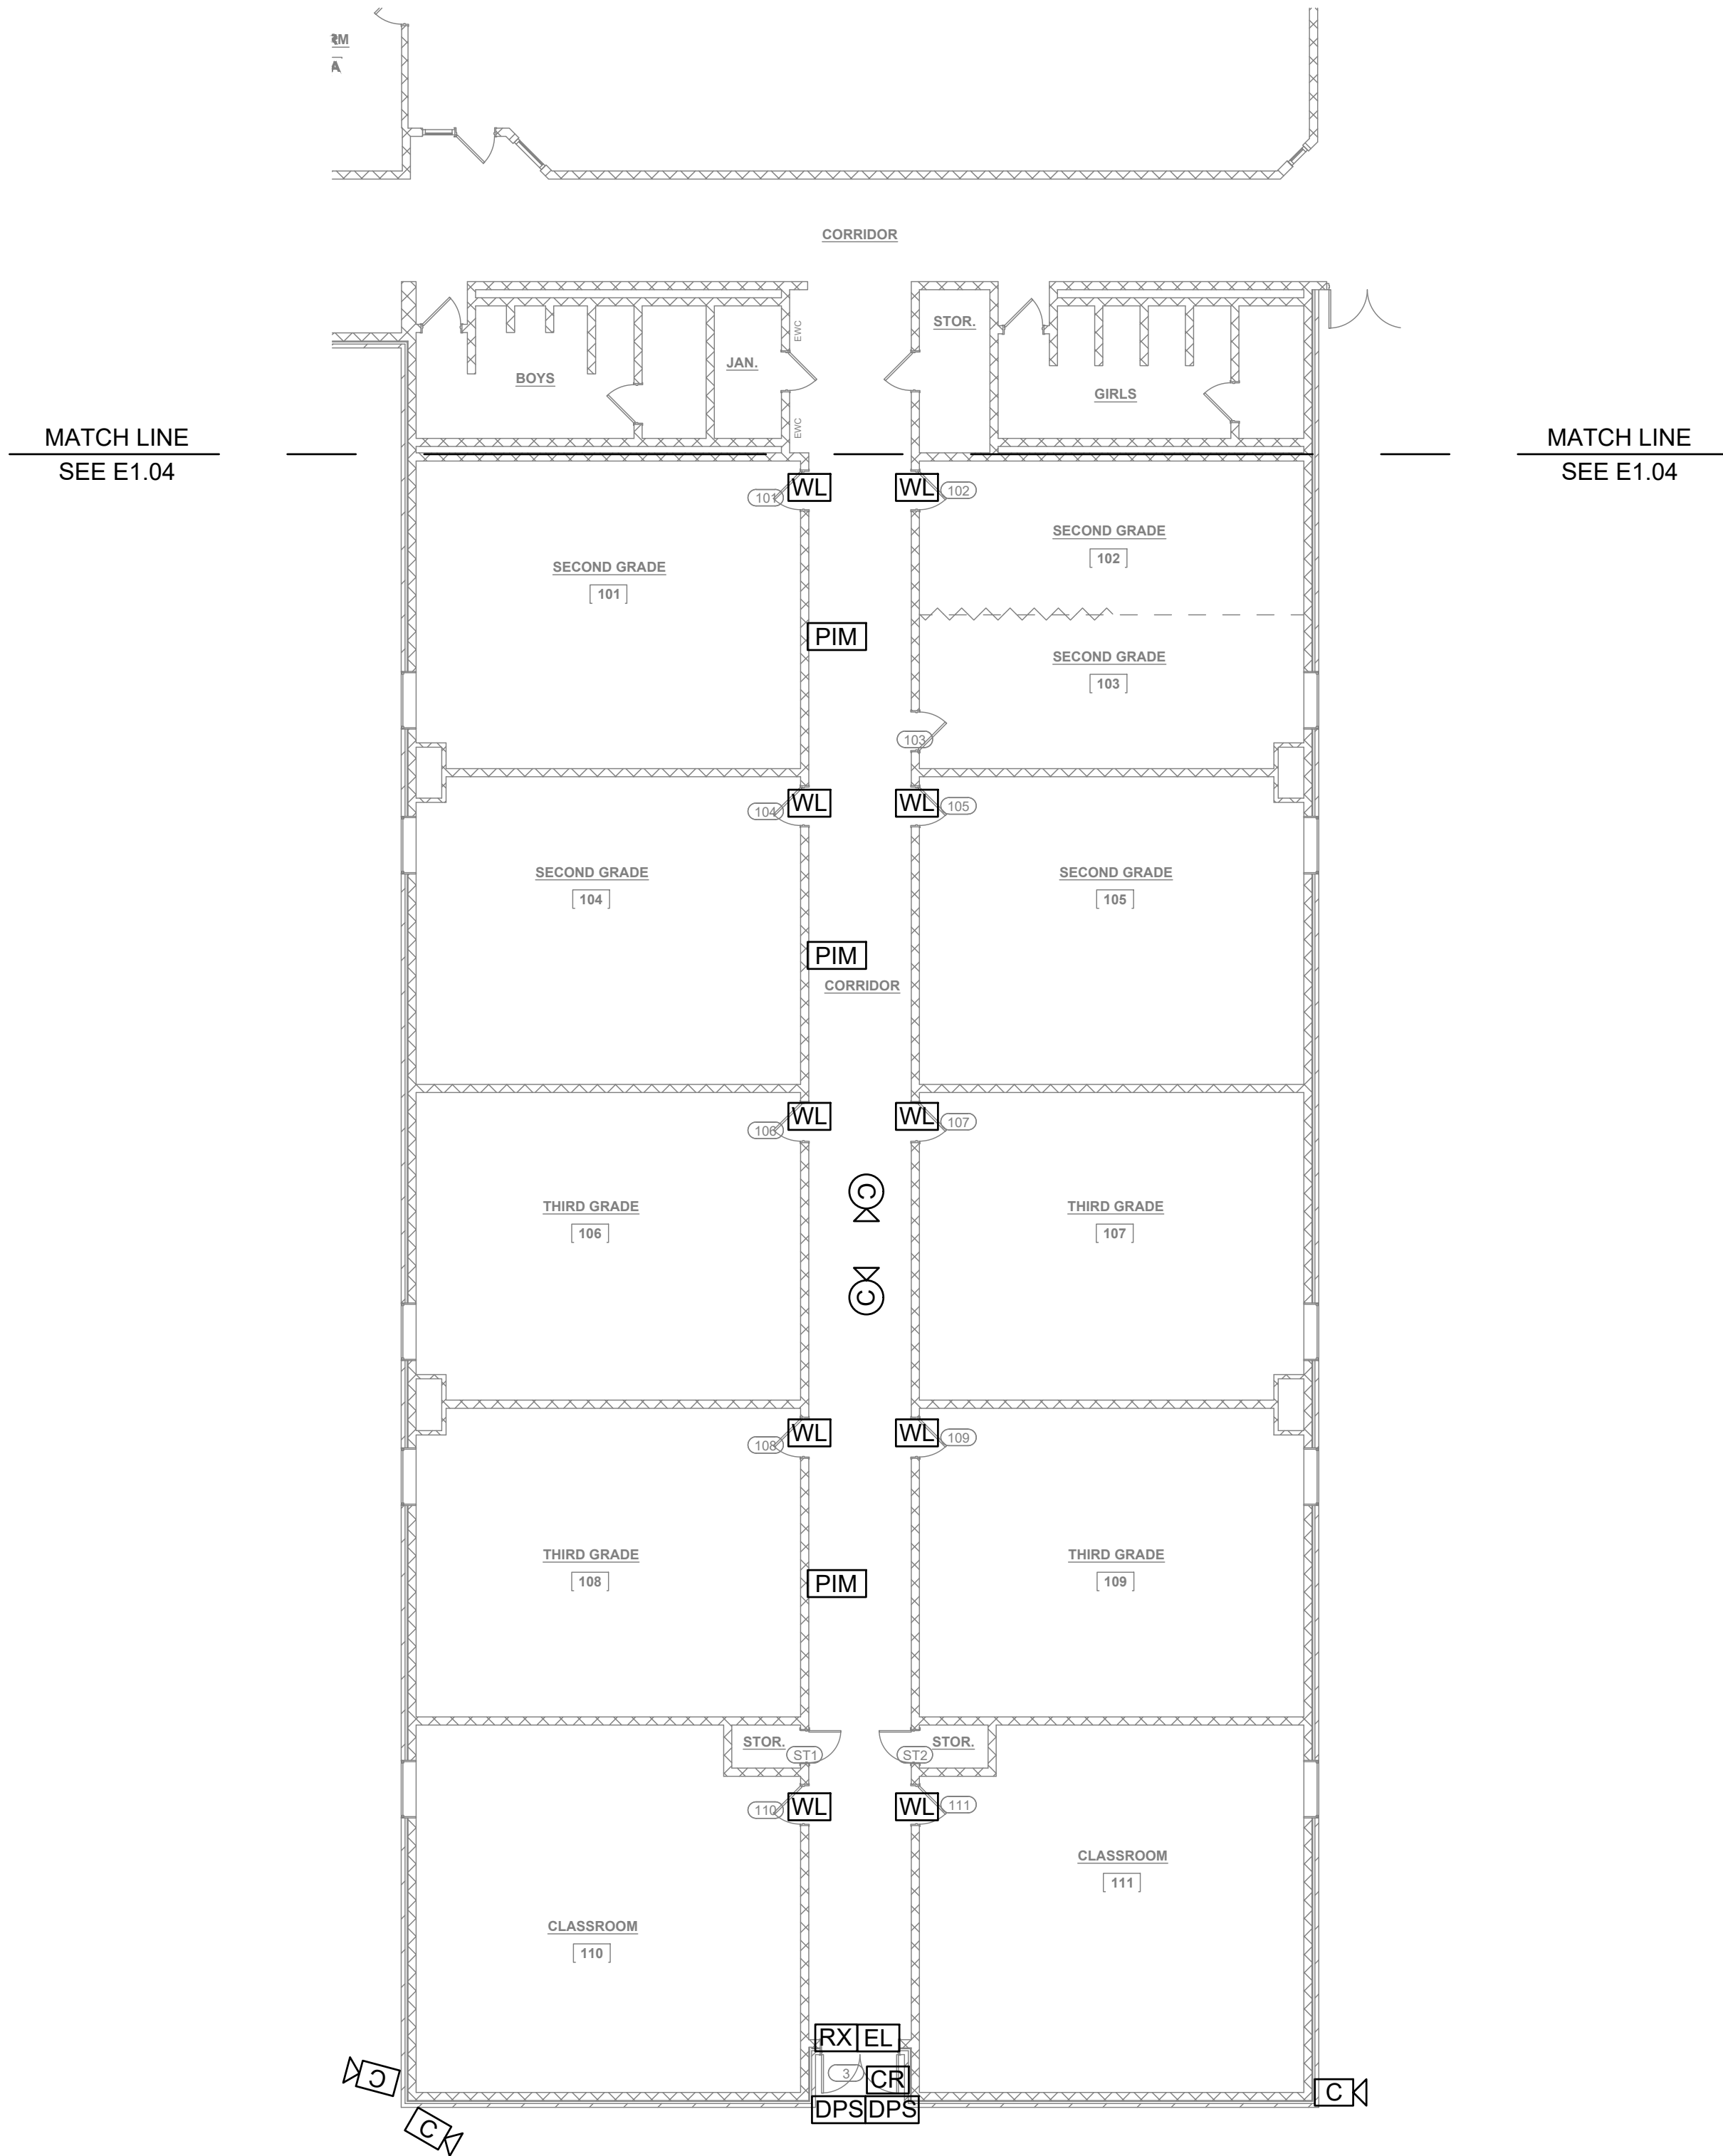 CORRIDOR
EWC
STOR.
JAN.
BOYS
GIRLS
EWC
MATCH LINE
SEE E1.04
MATCH LINE
SEE E1.04
WL
WL
101
102
SECOND GRADE
102
SECOND GRADE
101
PIM
SECOND GRADE
103
103
WL
WL
104
105
SECOND GRADE
104
SECOND GRADE
105
PIM
CORRIDOR
WL
WL
106
107
C
THIRD GRADE
106
THIRD GRADE
107
C
WL
WL
108
109
THIRD GRADE
108
THIRD GRADE
109
PIM
STOR.
STOR.
ST1
ST2
WL
WL
110
111
CLASSROOM
111
CLASSROOM
110
RX EL
3
CR
C
C
DPS DPS
C